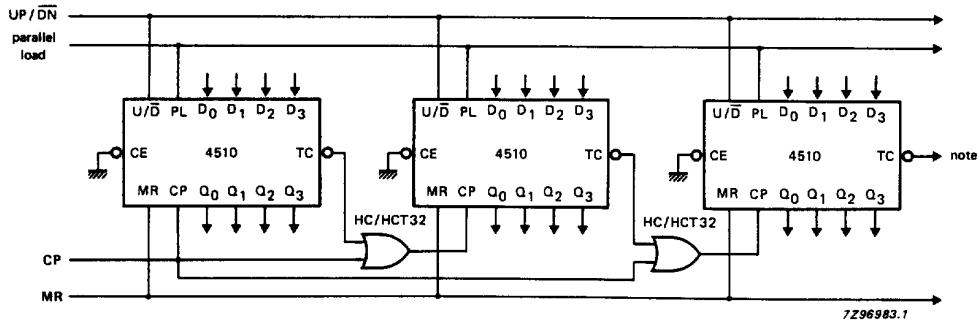 UP/DN
parallel
load
U/D PL D0 D1 D2 D3
CE 4510 TC
MR CP Q0 Q1 Q2 Q3
U/D PL D0 D1 D2 D3
CE 4510 TC
MR CP Q0 Q1 Q2 Q3
U/D PL D0 D1 D2 D3
CE 4510 TC
MR CP Q0 Q1 Q2 Q3
note
HC/HCT32
HC/HCT32
CP
MR
7Z96983.1